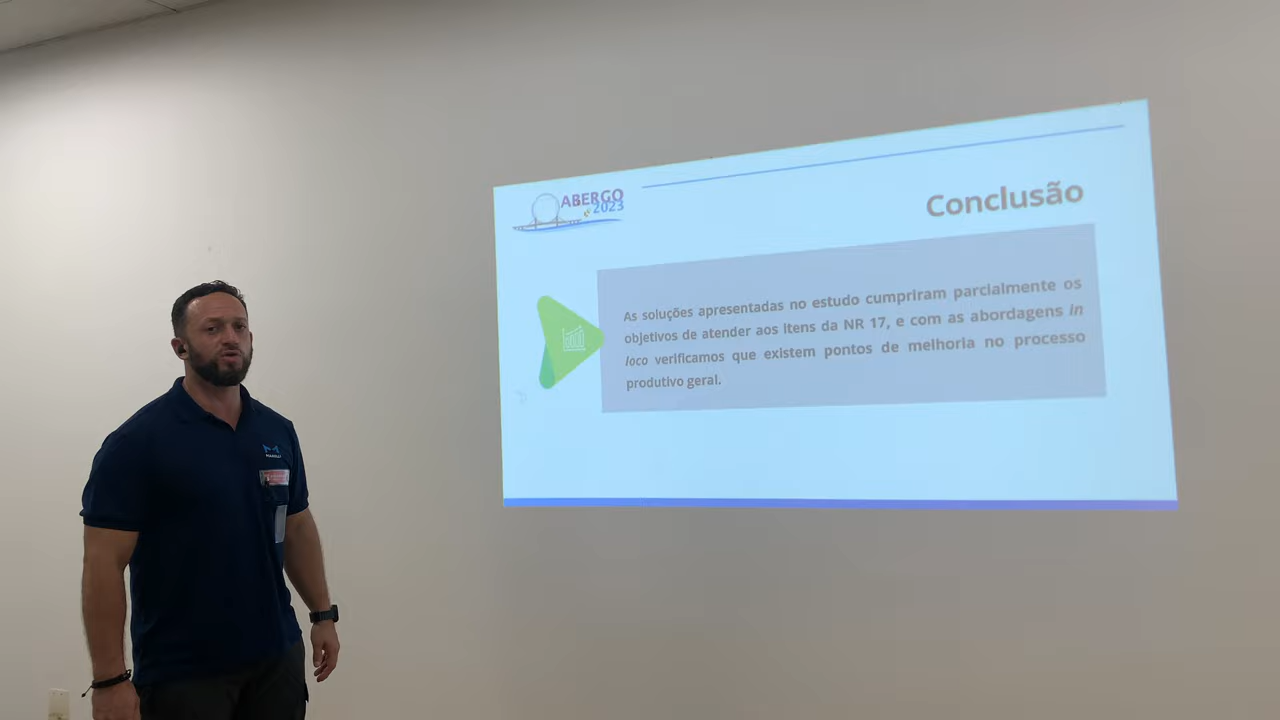 ABERGO
2023
Conclusão
As soluções apresentadas no estudo cumpriram parcialmente os
objetivos de atender aos itens da NR 17, e com as abordagens in
loco verificamos que existem pontos de melhoria no processo
produtivo geral.